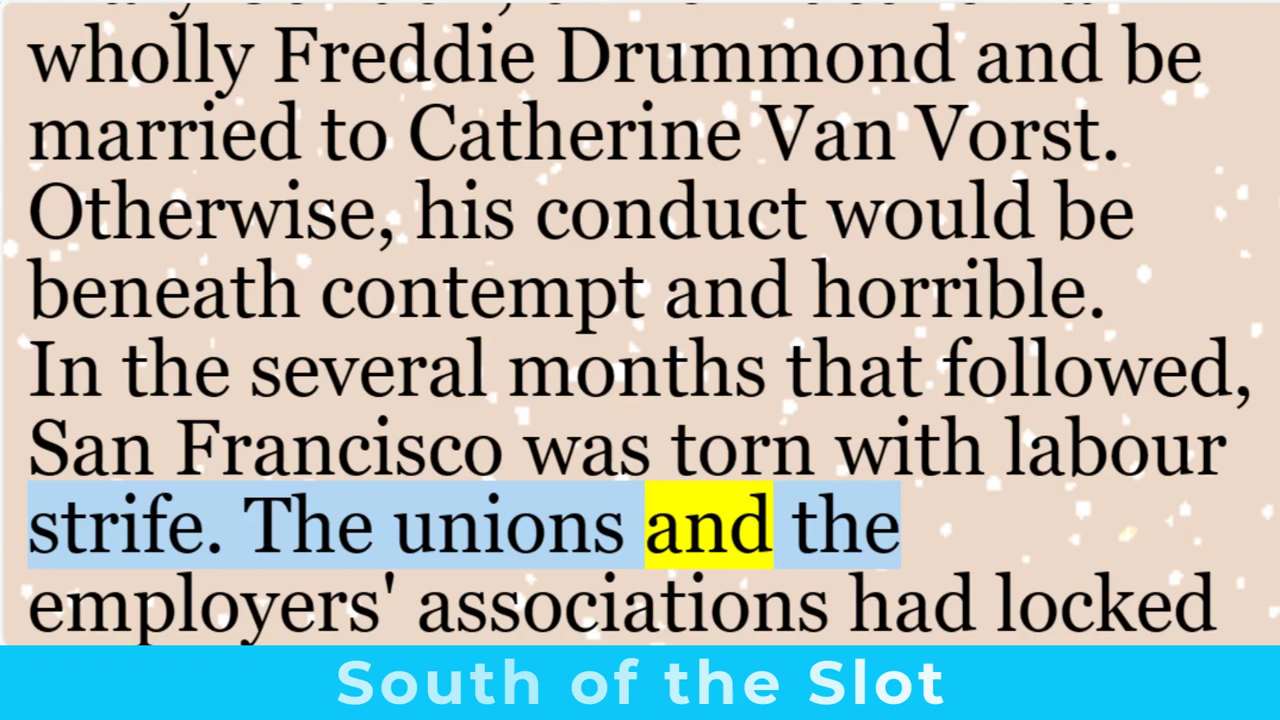 wholly Freddie Drummond and be
married to Catherine Van Vorst.
Otherwise, his conduct would be
beneath contempt and horrible.
In the several months that followed,
San Francisco was torn with labour
strife. The unions and the
employers' associations had locked
South of the Slot